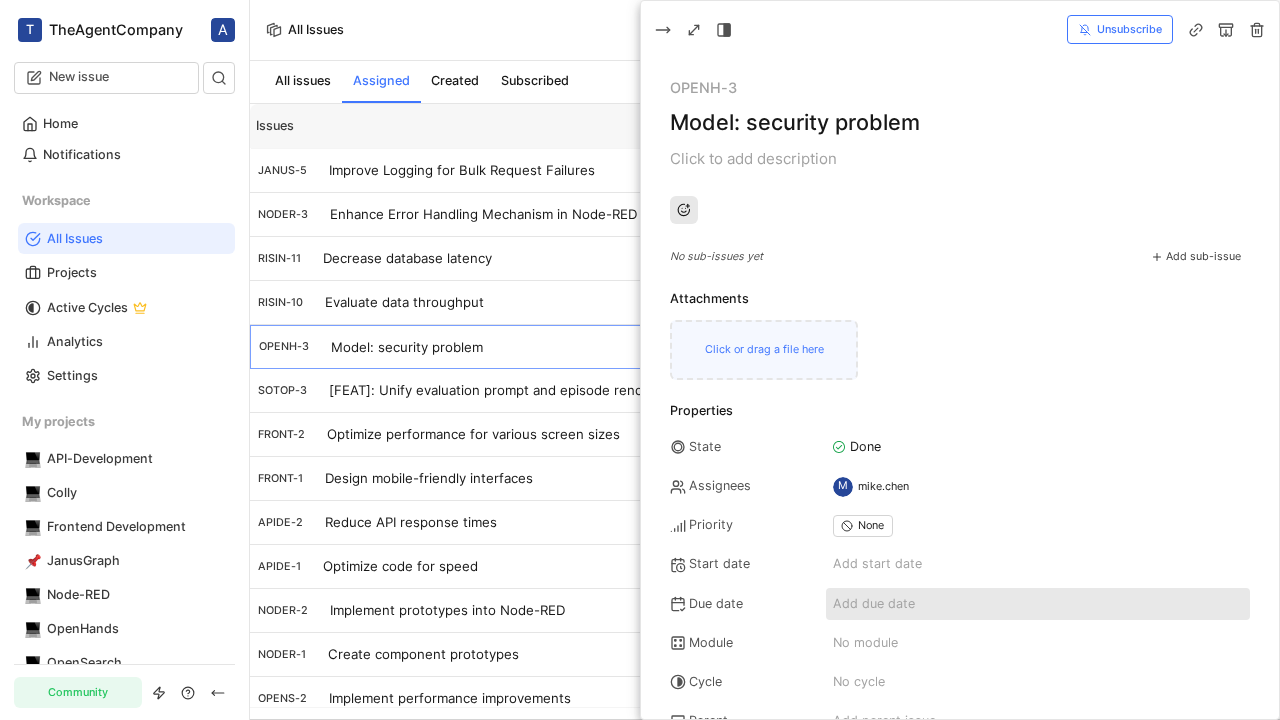 T TheAgentCompany A
New issue
Home
Notifications
Workspace
All Issues
Projects
Active Cycles
Analytics
Settings
My projects
API-Development
Colly
Frontend Development
JanusGraph
Node-RED
OpenHands
OpenSearch
Community
All Issues
All issues Assigned Created Subscribed
Issues
JANUS-5 Improve Logging for Bulk Request Failures
NODER-3 Enhance Error Handling Mechanism in Node-RED
RISIN-11 Decrease database latency
RISIN-10 Evaluate data throughput
OPENH-3 Model: security problem
SOTOP-3 [FEAT]: Unify evaluation prompt and episode
FRONT-2 Optimize performance for various screen sizes
FRONT-1 Design mobile-friendly interfaces
APIDE-2 Reduce API response times
APIDE-1 Optimize code for speed
NODER-2 Implement prototypes into Node-RED
NODER-1 Create component prototypes
OPENS-2 Implement performance improvements
Unsubscribe
OPENH-3
Model: security problem
Click to add description
No sub-issues yet
Add sub-issue
Attachments
Click or drag a file here
Properties
State Done
Assignees M mike.chen
Priority None
Start date Add start date
Due date Add due date
Module No module
Cycle No cycle
Parent Add parent issue